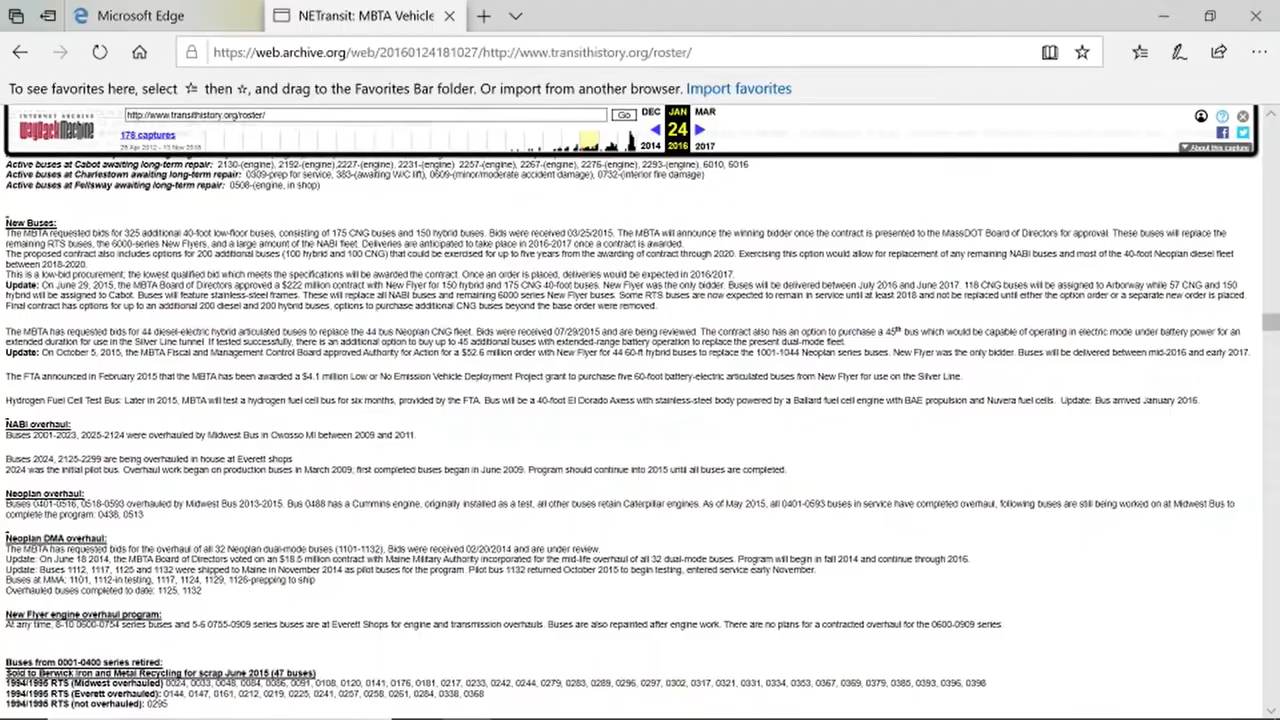 Microsoft Edge
NETransit: MBTA Vehicle
https://web.archive.org/web/20160124181027/http://www.transithistory.org/roster/
To see favorites here, select ☆ then ☆, and drag to the Favorites Bar folder. Or import from another browser. Import favorites
INTERNET ARCHIVE
WayBackMachine
http://www.transithistory.org/roster/
Go
DEC JAN MAR
178 captures
24
26 Apr 2012 - 13 Nov 2018
2014 2016 2017
About this capture
Active buses at Cabot awaiting long-term repair: 2130-(engine), 2192-(engine),2227-(engine), 2231-(engine) 2257-(engine), 2267-(engine), 2276-(engine), 2293-(engine), 6010, 6016
Active buses at Charlestown awaiting long-term repair: 0309-prep for service, 363-(awaiting W/C lift), 0609-(minor/moderate accident damage), 0732-(interior fire damage)
Active buses at Fellsway awaiting long-term repair: 0508-(engine, in shop)
New Buses:
The MBTA requested bids for 325 additional 40-foot low-floor buses, consisting of 175 CNG buses and 150 hybrid buses. Bids were received 03/25/2015. The MBTA will announce the winning bidder once the contract is presented to the MassDOT Board of Directors for approval. These buses will replace the
remaining RTS buses, the 6000-series New Flyers, and a large amount of the NABI fleet. Deliveries are anticipated to take place in 2016-2017 once a contract is awarded.
The proposed contract also includes options for 200 additional buses (100 hybrid and 100 CNG) that could be exercised for up to five years from the awarding of contract through 2020. Exercising this option would allow for replacement of any remaining NABI buses and most of the 40-foot Neoplan diesel fleet
between 2018-2020.
This is a low-bid procurement; the lowest qualified bid which meets the specifications will be awarded the contract. Once an order is placed, deliveries would be expected in 2016/2017.
Update: On June 29, 2015, the MBTA Board of Directors approved a $222 million contract with New Flyer for 150 hybrid and 175 CNG 40-foot buses. New Flyer was the only bidder. Buses will be delivered between July 2016 and June 2017. 118 CNG buses will be assigned to Arborway while 57 CNG and 150
hybrid will be assigned to Cabot. Buses will feature stainless-steel frames. These will replace all NABI buses and remaining 6000 series New Flyer buses. Some RTS buses are now expected to remain in service until at least 2018 and not be replaced until either the option order or a separate new order is placed.
Final contract has options for up to an additional 200 diesel and 200 hybrid buses, options to purchase additional CNG buses beyond the base order were removed.
The MBTA has requested bids for 44 diesel-electric hybrid articulated buses to replace the 44 bus Neoplan CNG fleet. Bids were received 07/29/2015 and are being reviewed. The contract also has an option to purchase a 45th bus which would be capable of operating in electric mode under battery power for an
extended duration for use in the Silver Line tunnel. If tested successfully, there is an additional option to buy up to 45 additional buses with extended-range battery operation to replace the present dual-mode fleet.
Update: On October 5, 2015, the MBTA Fiscal and Management Control Board approved Authority for Action for a $52.6 million order with New Flyer for 44 60-ft hybrid buses to replace the 1001-1044 Neoplan series buses. New Flyer was the only bidder. Buses will be delivered between mid-2016 and early 2017.
The FTA announced in February 2015 that the MBTA has been awarded a $4.1 million Low or No Emission Vehicle Deployment Project grant to purchase five 60-foot battery-electric articulated buses from New Flyer for use on the Silver Line.
Hydrogen Fuel Cell Test Bus: Later in 2015, MBTA will test a hydrogen fuel cell bus for six months, provided by the FTA. Bus will be a 40-foot El Dorado Axess with stainless-steel body powered by a Ballard fuel cell engine with BAE propulsion and Nuvera fuel cells. Update: Bus arrived January 2016.
NABI overhaul:
Buses 2001-2023, 2025-2124 were overhauled by Midwest Bus in Owosso MI between 2009 and 2011.
Buses 2024, 2125-2299 are being overhauled in house at Everett shops
2024 was the initial pilot bus. Overhaul work began on production buses in March 2009, first completed buses began in June 2009. Program should continue into 2015 until all buses are completed.
Neoplan overhaul:
Buses 0401-0516, 0518-0593 overhauled by Midwest Bus 2013-2015. Bus 0488 has a Cummins engine, originally installed as a test, all other buses retain Caterpillar engines. As of May 2015, all 0401-0593 buses in service have completed overhaul, following buses are still being worked on at Midwest Bus to
complete the program: 0438, 0513
Neoplan DMA overhaul:
The MBTA has requested bids for the overhaul of all 32 Neoplan dual-mode buses (1101-1132). Bids were received 02/20/2014 and are under review.
Update: On June 18 2014, the MBTA Board of Directors voted on an $18.5 million contract with Maine Military Authority incorporated for the mid-life overhaul of all 32 dual-mode buses. Program will begin in fall 2014 and continue through 2016.
Update: Buses 1112, 1117, 1125 and 1132 were shipped to Maine in November 2014 as pilot buses for the program. Pilot bus 1132 returned October 2015 to begin testing, entered service early November.
Buses at MMA: 1101, 1112-in testing, 1117, 1124, 1129, 1126-prepping to ship
Overhauled buses completed to date: 1125, 1132
New Flyer engine overhaul program:
At any time, 8-10 0600-0754 series buses and 5-6 0755-0909 series buses are at Everett Shops for engine and transmission overhauls. Buses are also repainted after engine work. There are no plans for a contracted overhaul for the 0600-0909 series.
Buses from 0001-0400 series retired:
Sold to Berwick Iron and Metal Recycling for scrap June 2015 (47 buses)
1994/1995 RTS (Midwest overhauled) 0024, 0033, 0048, 0084, 0086, 0091, 0108, 0120, 0141, 0176, 0181, 0217, 0233, 0242, 0244, 0279, 0283, 0289, 0296, 0297, 0302, 0317, 0321, 0331, 0334, 0353, 0367, 0369, 0379, 0385, 0393, 0396, 0398
1994/1995 RTS (Everett overhauled): 0144, 0147, 0161, 0212, 0219, 0225, 0241, 0257, 0258, 0261, 0284, 0338, 0368
1994/1995 RTS (not overhauled): 0295